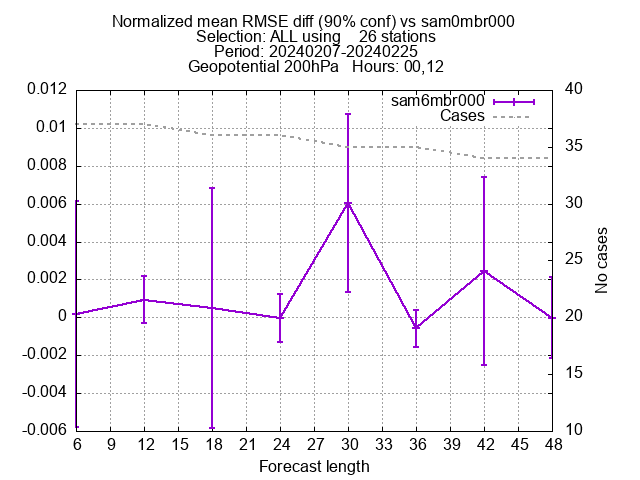 Normalized mean RMSE diff (90% conf) vs sam0mbr000
Selection: ALL using    26 stations
Period: 20240207-20240225
Geopotential 200hPa   Hours: 00,12
sam6mbr000
Cases
0.012
0.01
0.008
0.006
0.004
0.002
0
-0.002
-0.004
-0.006
40
35
30
25
20
15
10
No cases
6 9 12 15 18 21 24 27 30 33 36 39 42 45 48
Forecast length